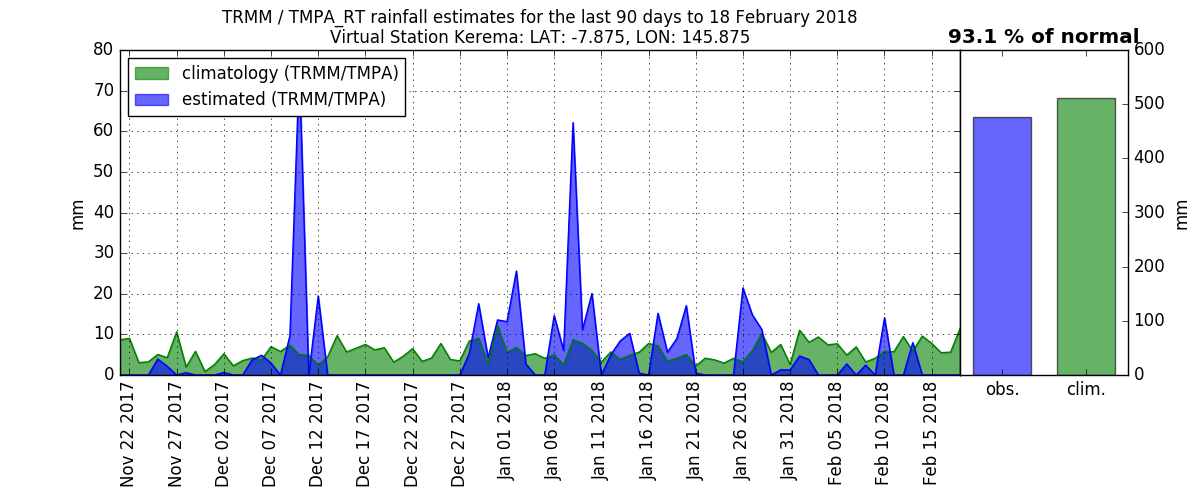 TRMM / TMPA_RT rainfall estimates for the last 90 days to 18 February 2018
Virtual Station Kerema: LAT: -7.875, LON: 145.875
93.1 % of normal
climatology (TRMM/TMPA)
estimated (TRMM/TMPA)
80
70
60
50
40
30
20
10
0
mm
Nov 22 2017
Nov 27 2017
Dec 02 2017
Dec 07 2017
Dec 12 2017
Dec 17 2017
Dec 22 2017
Dec 27 2017
Jan 01 2018
Jan 06 2018
Jan 11 2018
Jan 16 2018
Jan 21 2018
Jan 26 2018
Jan 31 2018
Feb 05 2018
Feb 10 2018
Feb 15 2018
600
500
400
300
200
100
0
mm
obs.
clim.